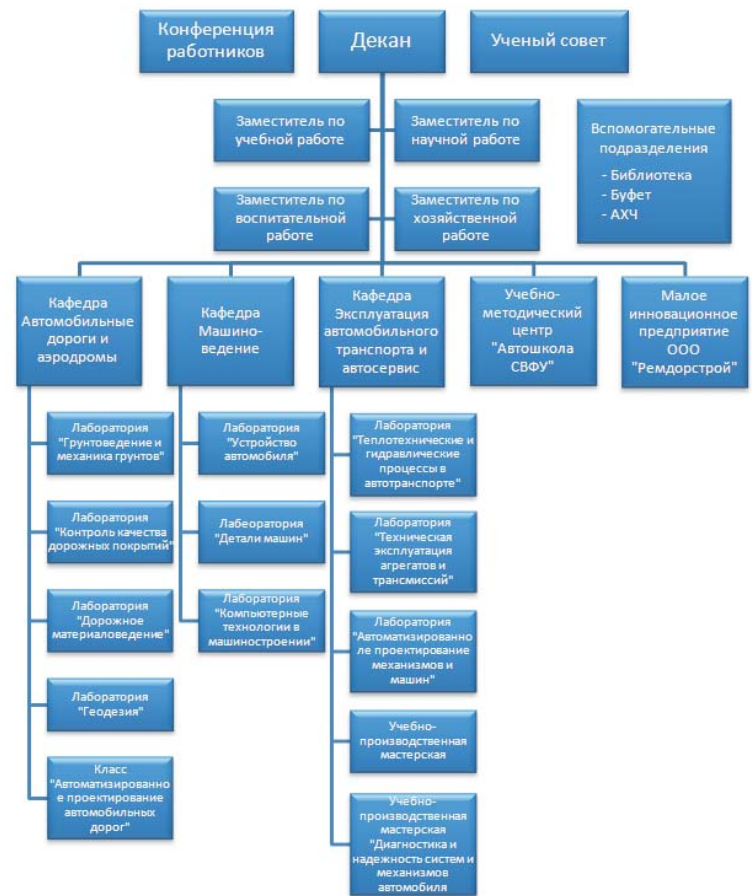 Конференция
работников
Декан
Ученый совет
Заместитель по
учебной работе
Заместитель по
научной работе
Вспомогательные
подразделения
- Библиотека
- Буфет
- АХЧ
Заместитель по
воспитательной
работе
Заместитель по
хозяйственной
работе
Кафедра
Автомобильные
дороги и
аэродромы
Кафедра
Машино-
ведение
Кафедра
Эксплуатация
автомобильного
транспорта и
автосервис
Учебно-
методический
центр
"Автошкола
СВФУ"
Малое
инновационное
предприятие
ООО
"Ремдорстрой"
Лаборатория
"Грунтоведение и
механика грунтов"
Лаборатория
"Контроль качества
дорожных покрытий"
Лаборатория
"Дорожное
материаловедение"
Лаборатория
"Геодезия"
Класс
"Автоматизированно
е проектирование
автомобильных
дорог"
Лаборатория
"Устройство
автомобиля"
Лабеоратория
"Детали машин"
Лаборатория
"Компьютерные
технологии в
машиностроении"
Лаборатория
"Теплотехнические и
гидравлические
процессы в
автотранспорте"
Лаборатория
"Техническая
эксплуатация
агрегатов и
трансмиссий"
Лаборатория
"Автоматизированно
ле проектирование
механизмов и
машин"
Учебно-
производственная
мастерская
Учебно-
производственная
мастерская
"Диагностика и
надежность систем и
механизмов
автомобиля